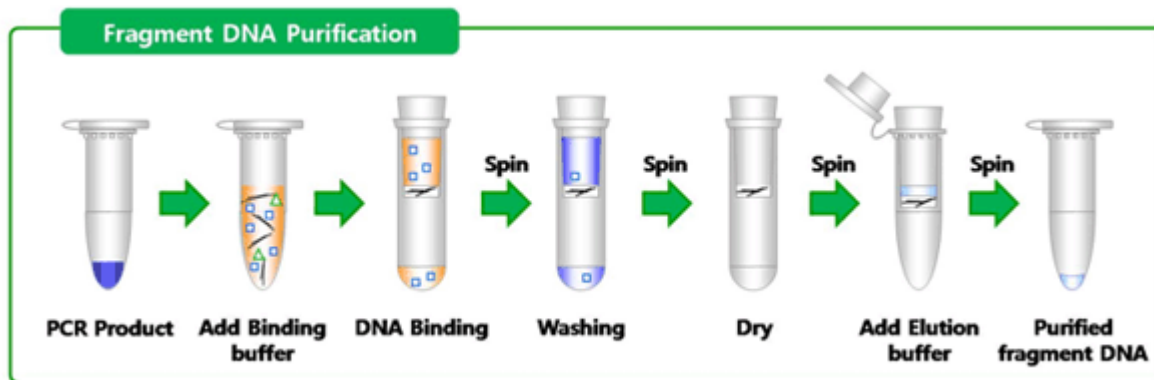 Fragment DNA Purification
Spin
Spin
Spin
Spin
PCR Product
Add Binding
buffer
DNA Binding
Washing
Dry
Add Elution
buffer
Purified
fragment DNA